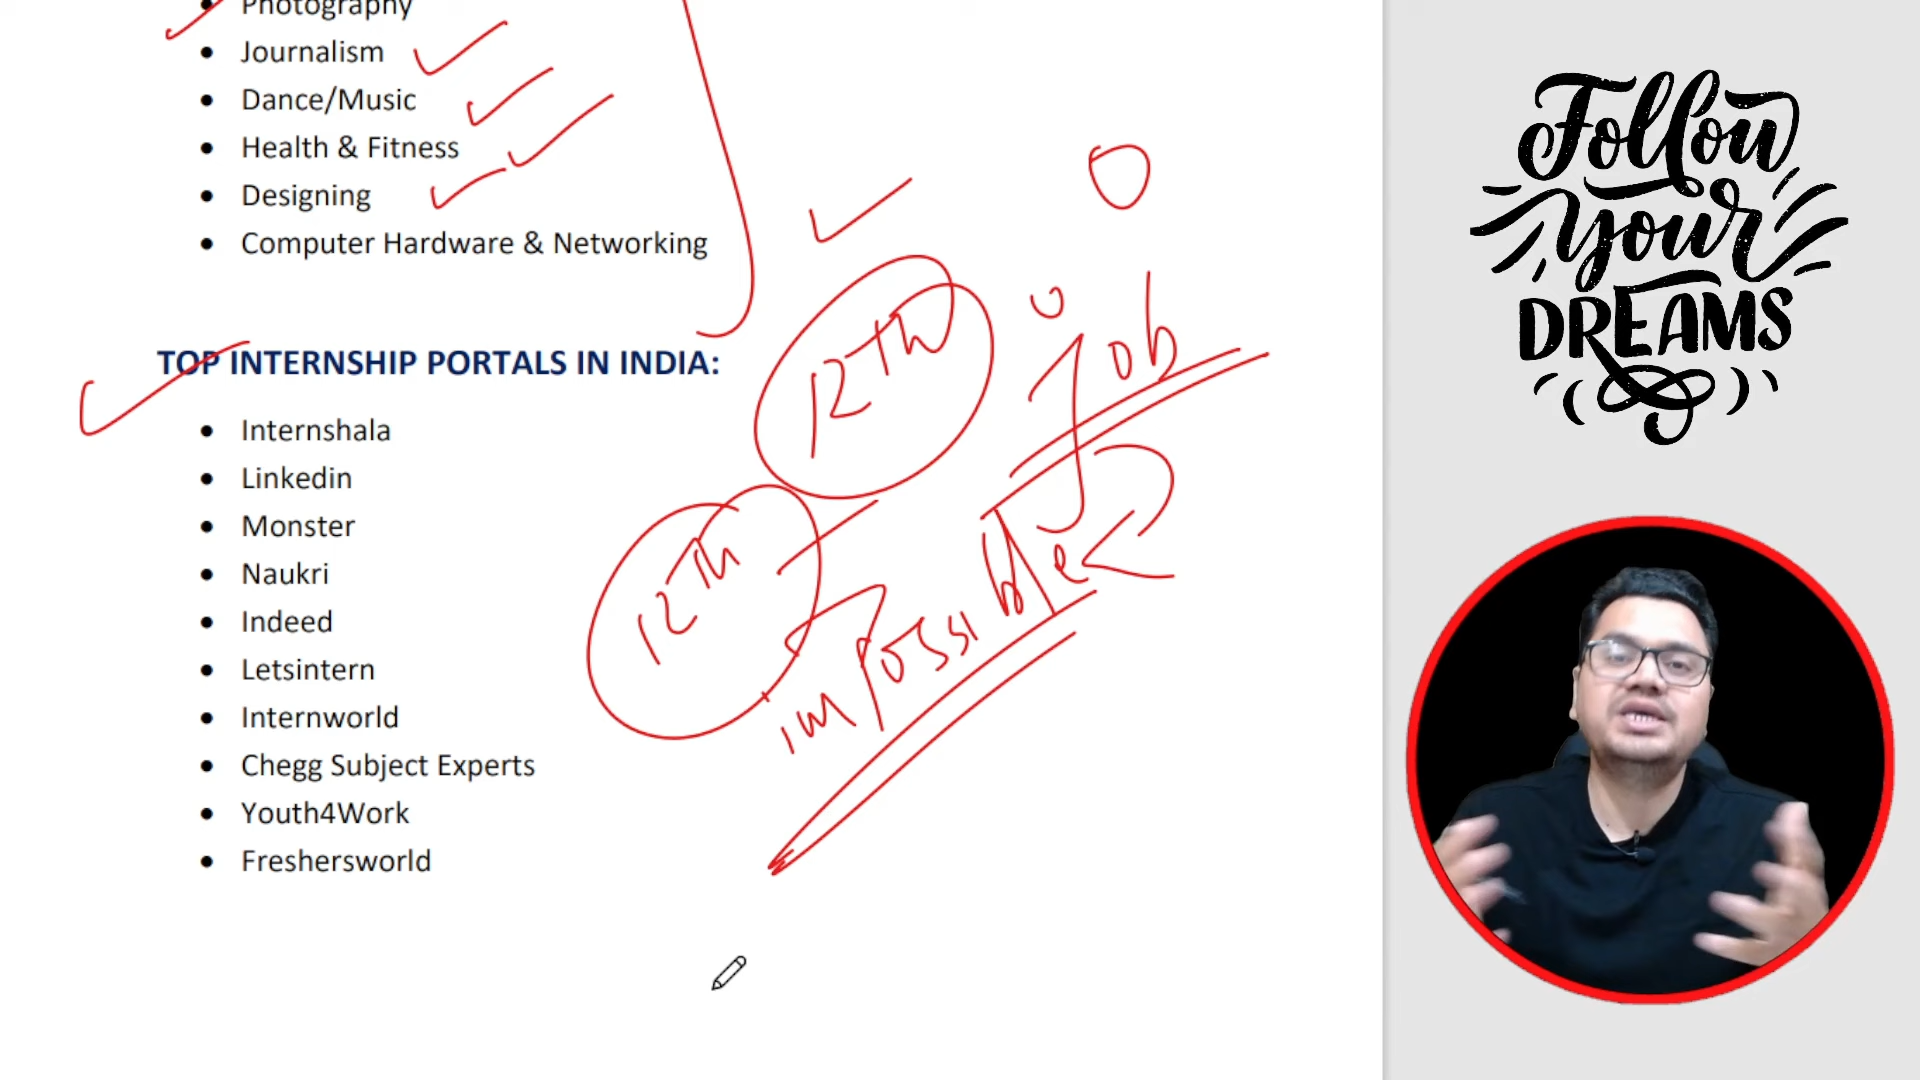 Photography
Journalism
Dance/Music
Health & Fitness
Designing
Computer Hardware & Networking
TOP INTERNSHIP PORTALS IN INDIA:
Internshala
Linkedin
Monster
Naukri
Indeed
Letsintern
Internworld
Chegg Subject Experts
Youth4Work
Freshersworld
12th
Job
12th
impossible
Follow
Your
DREAMS